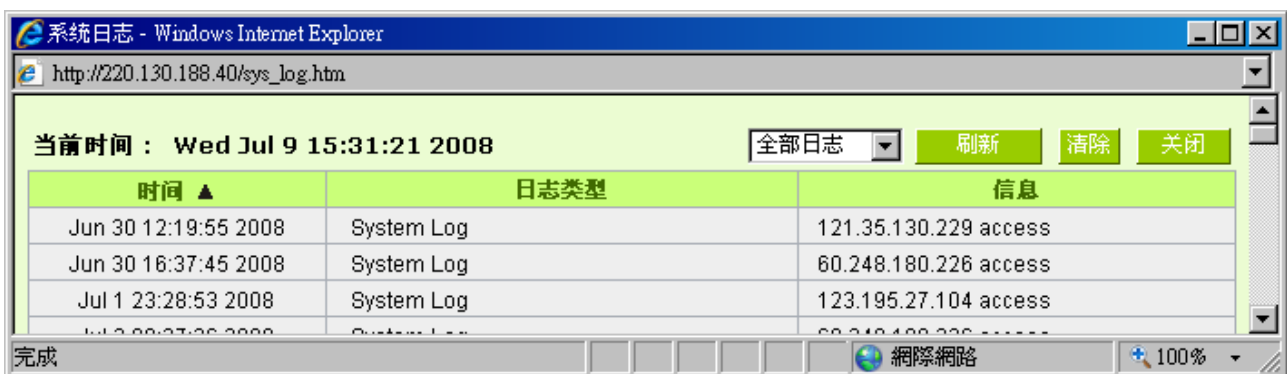 系统日志 - Windows Internet Explorer
http://220.130.188.40/sys_log.htm
当前时间： Wed Jul 9 15:31:21 2008 全部日志 刷新 清除 关闭
时间 ▲ 日志类型 信息
Jun 30 12:19:55 2008 System Log 121.35.130.229 access
Jun 30 16:37:45 2008 System Log 60.248.180.226 access
Jul 1 23:28:53 2008 System Log 123.195.27.104 access
完成 網際網路 100%